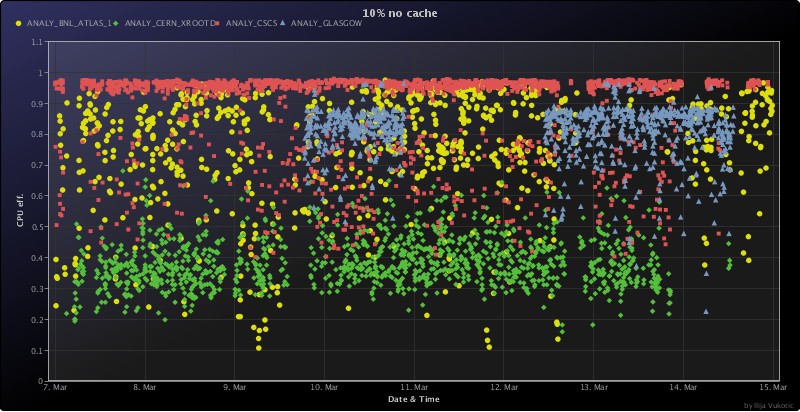 10% no cache
ANALY_BNL_ATLAS_1 ANALY_CERN_XROOTD ANALY_CSCS ANALY_GLASGOW
1.1
1
0.9
0.8
0.7
0.6
0.5
0.4
0.3
0.2
0.1
0
CPU eff.
7. Mar 8. Mar 9. Mar 10. Mar 11. Mar 12. Mar 13. Mar 14. Mar 15. Mar
Date & Time
by Ilija Vukotic